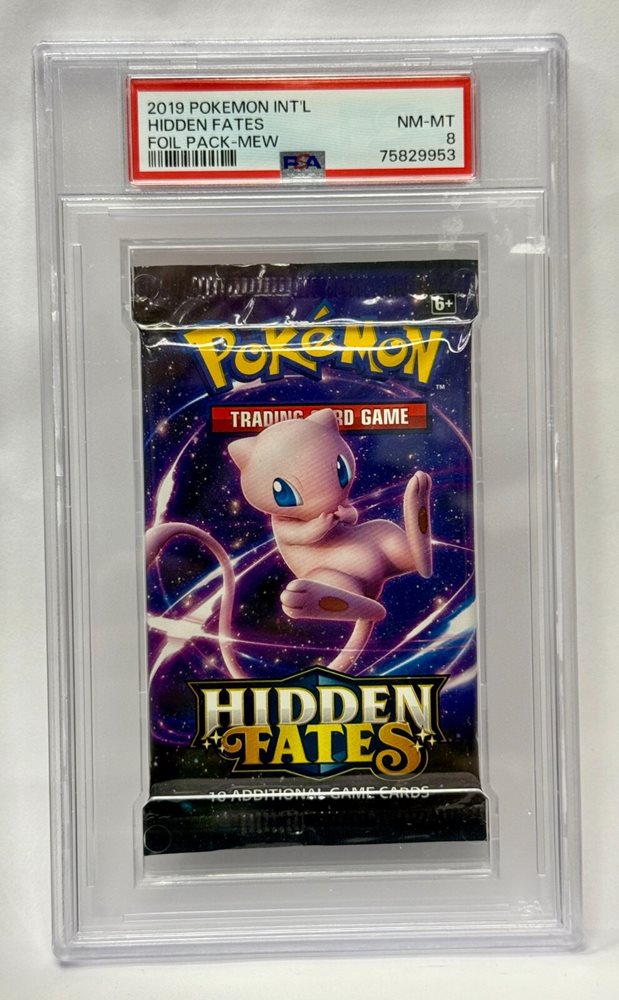 2019 POKEMON INT'L
HIDDEN FATES
FOIL PACK-MEW
NM-MT
8
75829953
PSA
6+
POKéMON
TM
TRADING CARD GAME
HIDDEN
FATES
10 ADDITIONAL GAME CARDS